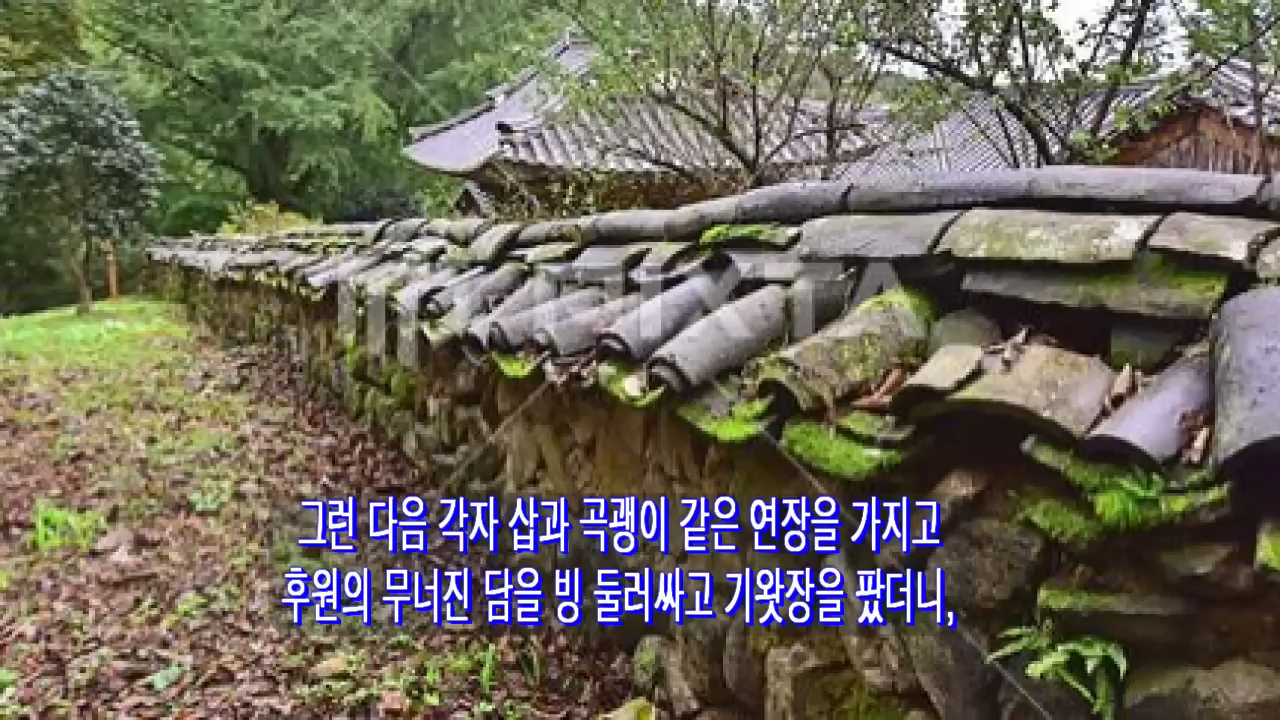 그런 다음 각자 삽과 곡괭이 같은 연장을 가지고
후원의 무너진 담을 빙 둘러싸고 기왓장을 팠더니,